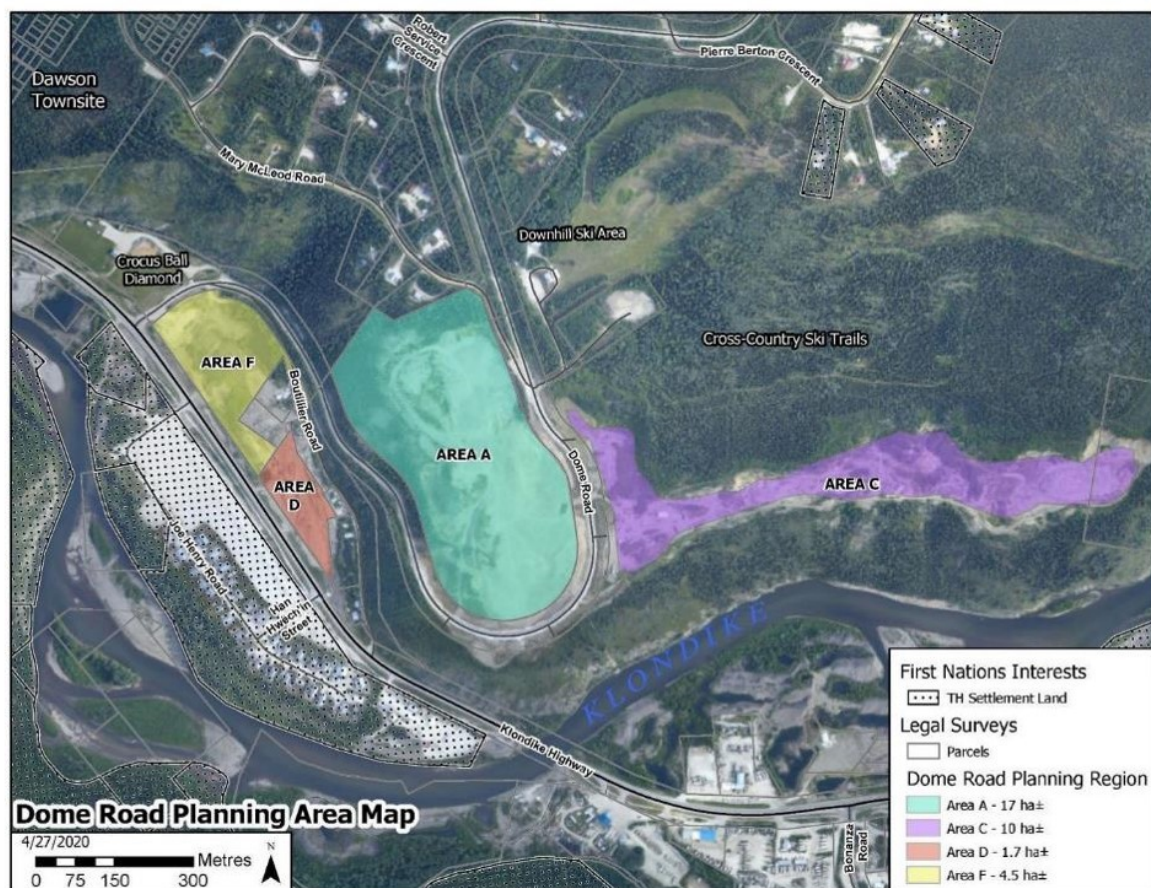 Robert
Service
Crescent
Pierre Berton Crescent
Dawson
Townsite
Mary McLeod Road
Downhill Ski Area
Crocus Ball
Diamond
Cross-Country Ski Trails
AREA F
Boutillier Road
AREA A
Dome Road
AREA C
AREA
D
Joe Henry Road
Han
Hwech'in
Street
KLONDIKE
Klondike Highway
Bonanza
Road
First Nations Interests
TH Settlement Land
Legal Surveys
Parcels
Dome Road Planning Region
Area A - 17 ha±
Area C - 10 ha±
Area D - 1.7 ha±
Area F - 4.5 ha±
Dome Road Planning Area Map
4/27/2020
N
Metres
0 75 150 300